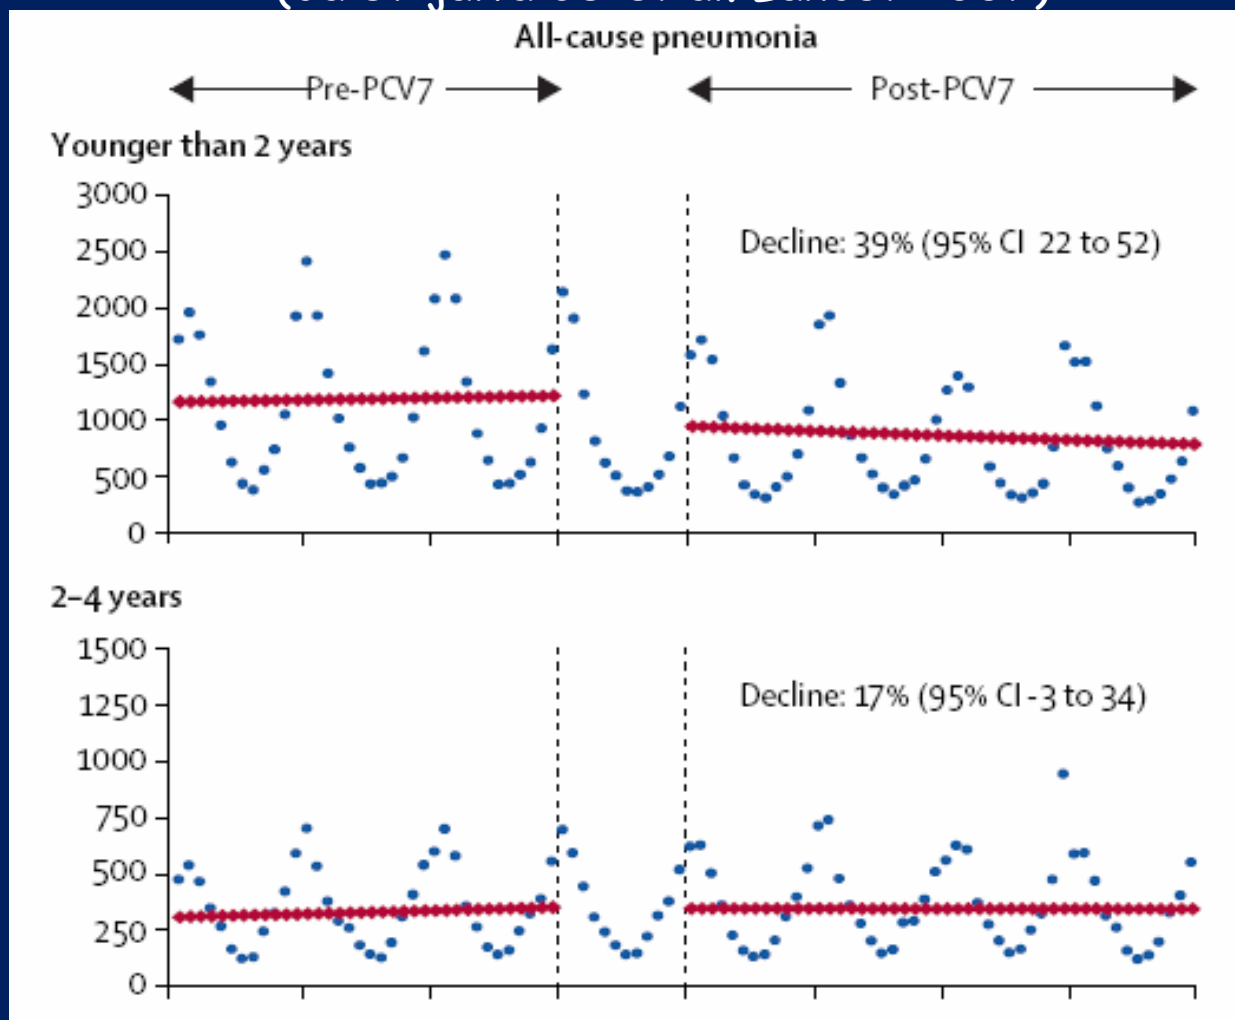 All-cause pneumonia
Pre-PCV7 Post-PCV7
Younger than 2 years
3000
2500
2000
1500
1000
500
0
Decline: 39% (95% CI 22 to 52)
2–4 years
1500
1250
1000
750
500
250
0
Decline: 17% (95% CI -3 to 34)